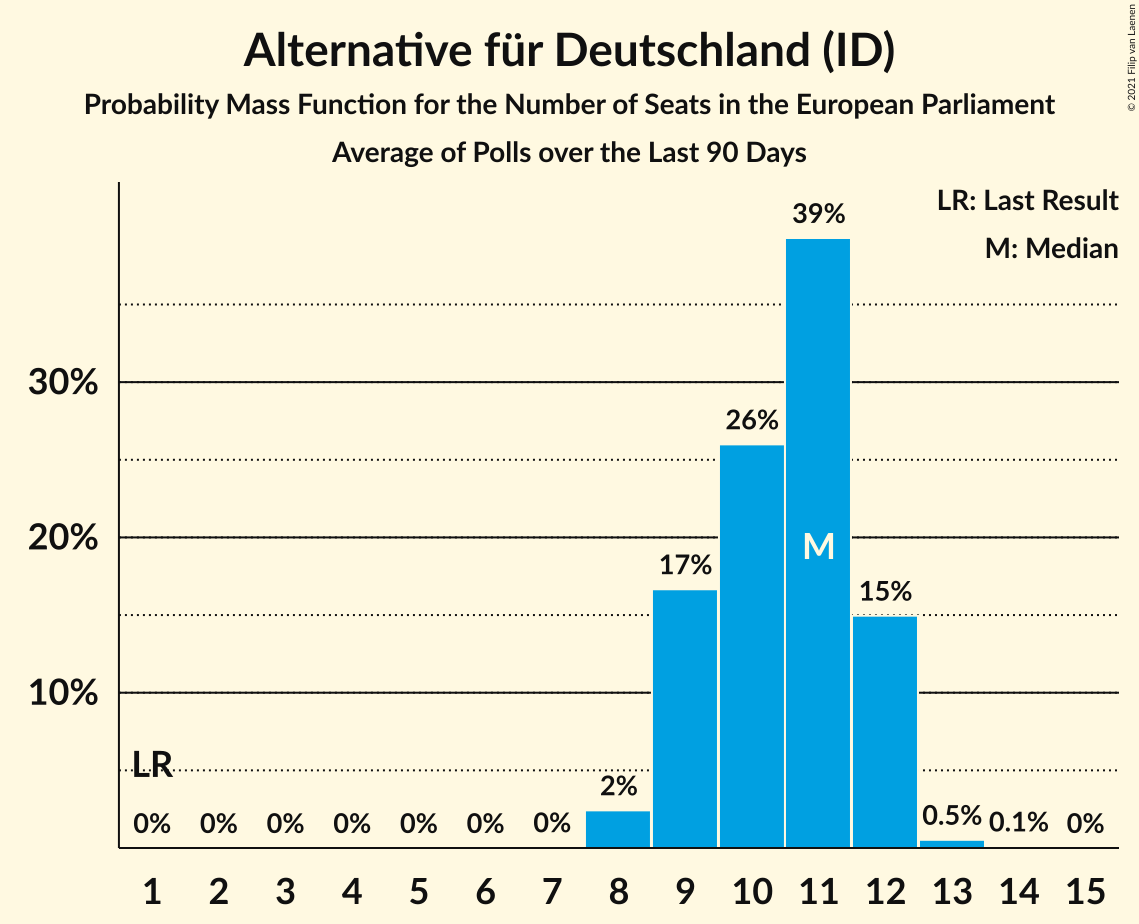 Alternative für Deutschland (ID)
Probability Mass Function for the Number of Seats in the European Parliament
Average of Polls over the Last 90 Days
© 2021 Filip van Laenen
LR: Last Result
M: Median
39%
30%
26%
20%
M
17%
15%
10%
LR
2%
0% 0% 0% 0% 0% 0% 0% 0.5% 0.1% 0%
1 2 3 4 5 6 7 8 9 10 11 12 13 14 15